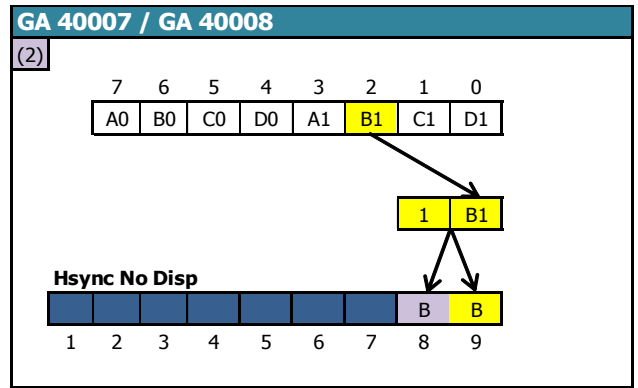 GA 40007 / GA 40008
(2)
7 6 5 4 3 2 1 0
A0 B0 C0 D0 A1 B1 C1 D1
1 B1
Hsync No Disp
B B
1 2 3 4 5 6 7 8 9